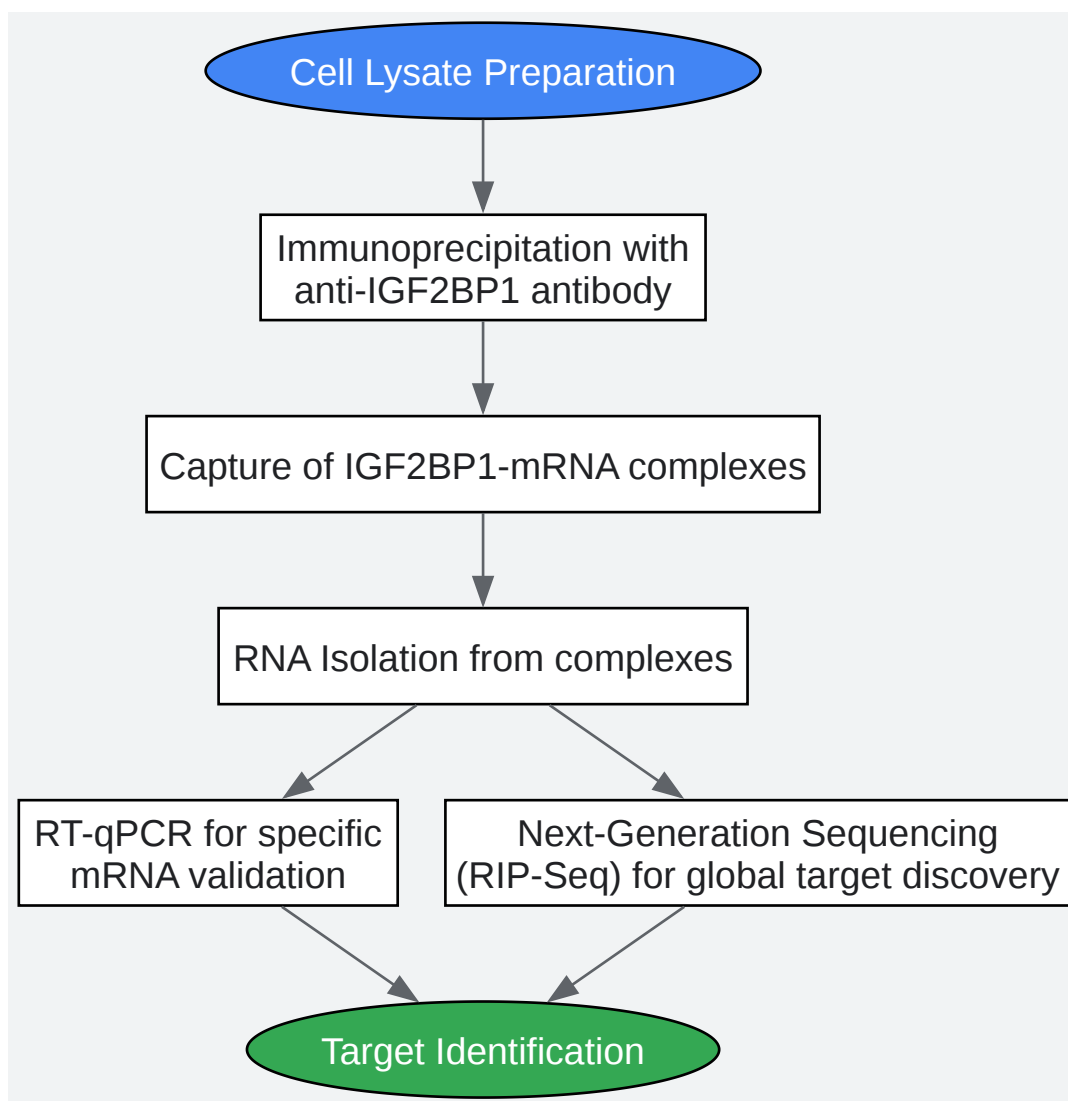 Cell Lysate Preparation
Immunoprecipitation with
anti-IGF2BP1 antibody
Capture of IGF2BP1-mRNA complexes
RNA Isolation from complexes
RT-qPCR for specific
mRNA validation
Next-Generation Sequencing
(RIP-Seq) for global target discovery
Target Identification